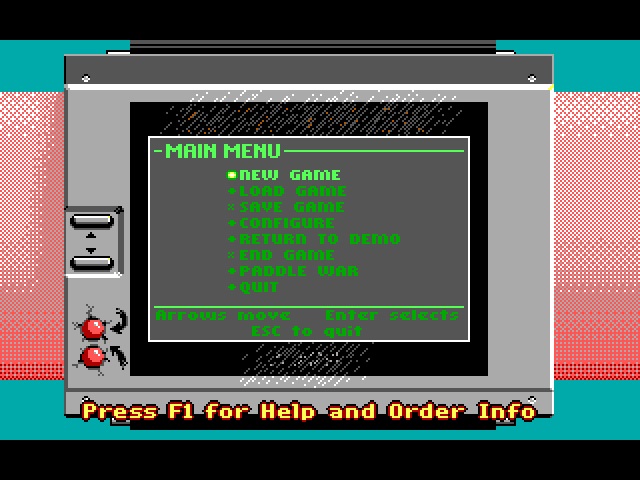 MAIN MENU
NEW GAME
LOAD GAME
SAVE GAME
CONFIGURE
RETURN TO DEMO
END GAME
PADDLE WAR
QUIT
Arrows move Enter selects
ESC to quit
Press F1 for Help and Order Info